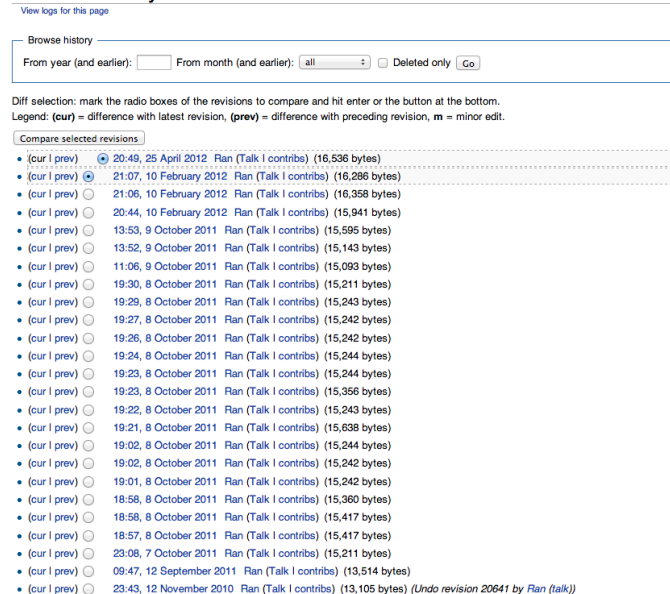 View logs for this page
Browse history
From year (and earlier): From month (and earlier): all Deleted only Go
Diff selection: mark the radio boxes of the revisions to compare and hit enter or the button at the bottom.
Legend: (cur) = difference with latest revision, (prev) = difference with preceding revision, m = minor edit.
Compare selected revisions
(cur | prev) 20:49, 25 April 2012 Ran (Talk | contribs) (16,536 bytes)
(cur | prev) 21:07, 10 February 2012 Ran (Talk | contribs) (16,286 bytes)
(cur | prev) 21:06, 10 February 2012 Ran (Talk | contribs) (16,358 bytes)
(cur | prev) 20:44, 10 February 2012 Ran (Talk | contribs) (15,941 bytes)
(cur | prev) 13:53, 9 October 2011 Ran (Talk | contribs) (15,595 bytes)
(cur | prev) 13:52, 9 October 2011 Ran (Talk | contribs) (15,143 bytes)
(cur | prev) 11:06, 9 October 2011 Ran (Talk | contribs) (15,093 bytes)
(cur | prev) 19:30, 8 October 2011 Ran (Talk | contribs) (15,211 bytes)
(cur | prev) 19:29, 8 October 2011 Ran (Talk | contribs) (15,243 bytes)
(cur | prev) 19:27, 8 October 2011 Ran (Talk | contribs) (15,242 bytes)
(cur | prev) 19:26, 8 October 2011 Ran (Talk | contribs) (15,242 bytes)
(cur | prev) 19:24, 8 October 2011 Ran (Talk | contribs) (15,244 bytes)
(cur | prev) 19:23, 8 October 2011 Ran (Talk | contribs) (15,244 bytes)
(cur | prev) 19:23, 8 October 2011 Ran (Talk | contribs) (15,356 bytes)
(cur | prev) 19:22, 8 October 2011 Ran (Talk | contribs) (15,243 bytes)
(cur | prev) 19:21, 8 October 2011 Ran (Talk | contribs) (15,638 bytes)
(cur | prev) 19:02, 8 October 2011 Ran (Talk | contribs) (15,244 bytes)
(cur | prev) 19:02, 8 October 2011 Ran (Talk | contribs) (15,242 bytes)
(cur | prev) 19:01, 8 October 2011 Ran (Talk | contribs) (15,242 bytes)
(cur | prev) 18:58, 8 October 2011 Ran (Talk | contribs) (15,360 bytes)
(cur | prev) 18:58, 8 October 2011 Ran (Talk | contribs) (15,417 bytes)
(cur | prev) 18:57, 8 October 2011 Ran (Talk | contribs) (15,417 bytes)
(cur | prev) 23:08, 7 October 2011 Ran (Talk | contribs) (15,211 bytes)
(cur | prev) 09:47, 12 September 2011 Ran (Talk | contribs) (13,514 bytes)
(cur | prev) 23:43, 12 November 2010 Ran (Talk | contribs) (13,105 bytes) (Undo revision 20641 by Ran (talk))